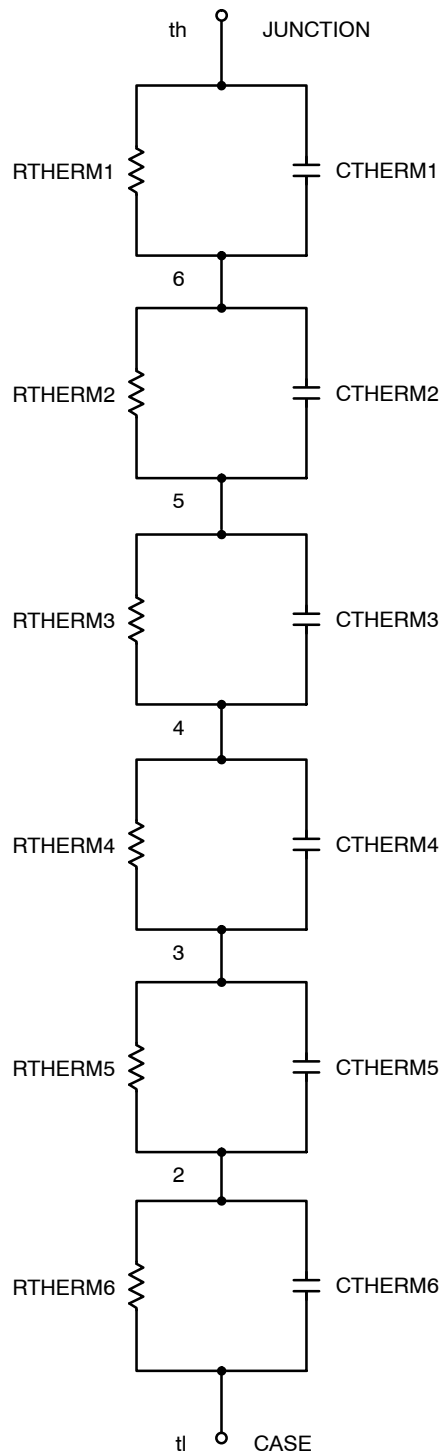 th JUNCTION
RTHERM1 CTHERM1
6
RTHERM2 CTHERM2
5
RTHERM3 CTHERM3
4
RTHERM4 CTHERM4
3
RTHERM5 CTHERM5
2
RTHERM6 CTHERM6
tl CASE